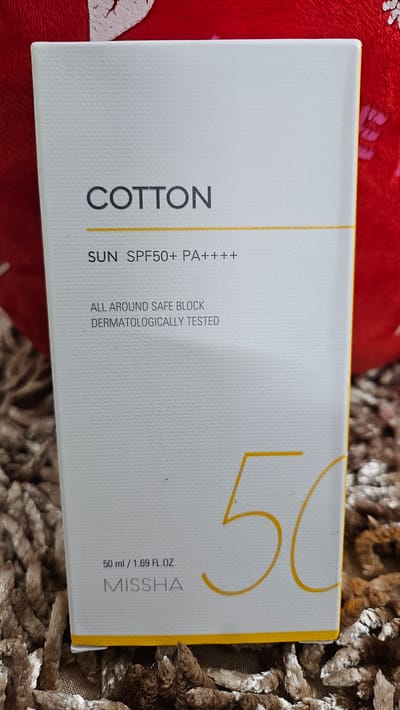 COTTON
SUN SPF50+ PA++++
ALL AROUND SAFE BLOCK
DERMATOLOGICALLY TESTED
50
50 ml / 1.69 FL.OZ.
MISSHA